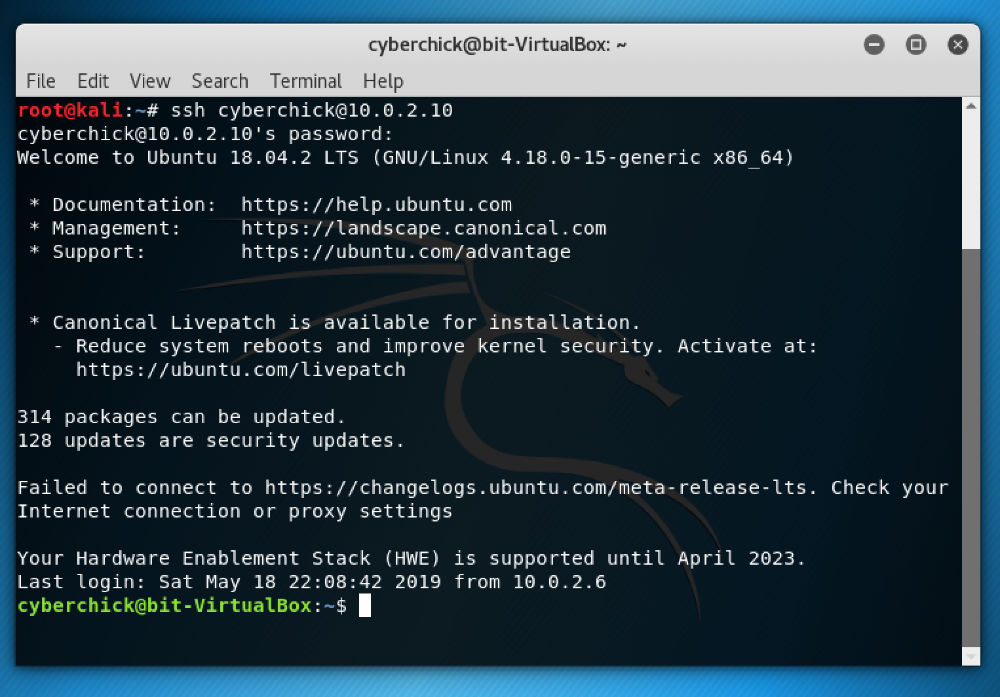 cyberchick@bit-VirtualBox: ~
File Edit View Search Terminal Help
root@kali:~# ssh cyberchick@10.0.2.10
cyberchick@10.0.2.10's password:
Welcome to Ubuntu 18.04.2 LTS (GNU/Linux 4.18.0-15-generic x86_64)
* Documentation:  https://help.ubuntu.com
* Management:     https://landscape.canonical.com
* Support:        https://ubuntu.com/advantage
* Canonical Livepatch is available for installation.
- Reduce system reboots and improve kernel security. Activate at:
https://ubuntu.com/livepatch
314 packages can be updated.
128 updates are security updates.
Failed to connect to https://changelogs.ubuntu.com/meta-release-lts. Check your
Internet connection or proxy settings
Your Hardware Enablement Stack (HWE) is supported until April 2023.
Last login: Sat May 18 22:08:42 2019 from 10.0.2.6
cyberchick@bit-VirtualBox:~$